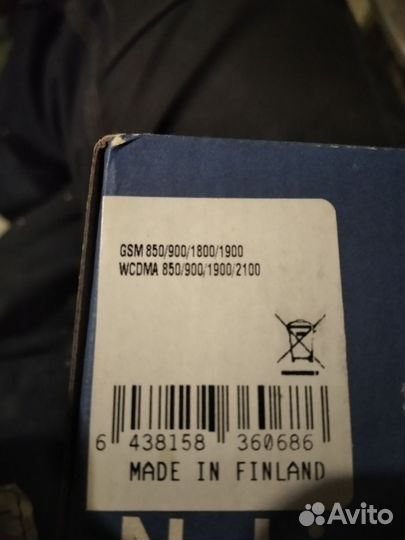 GSM 850/900/1800/1900
WCDMA 850/900/1900/2100
6 438158 360686
MADE IN FINLAND
Avito